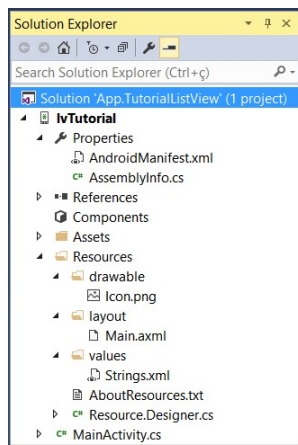 Solution Explorer
Search Solution Explorer (Ctrl+ç)
Solution 'App.TutorialListView' (1 project)
lvTutorial
Properties
AndroidManifest.xml
AssemblyInfo.cs
References
Components
Assets
Resources
drawable
Icon.png
layout
Main.axml
values
Strings.xml
AboutResources.txt
C# Resource.Designer.cs
C# MainActivity.cs